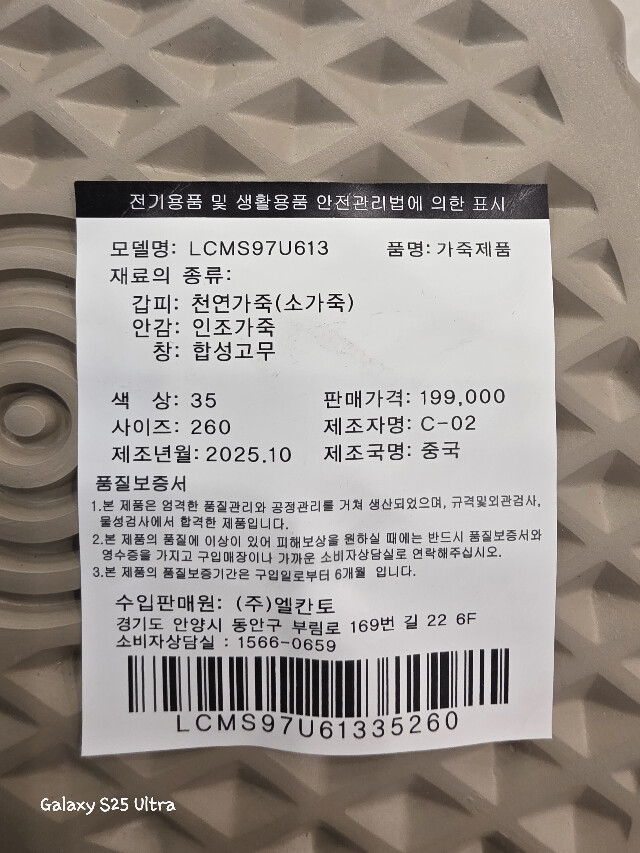 전기용품 및 생활용품 안전관리법에 의한 표시
모델명: LCMS97U613 품명: 가죽제품
재료의 종류:
갑피: 천연가죽(소가죽)
안감: 인조가죽
창: 합성고무
색 상: 35 판매가격: 199,000
사이즈: 260 제조자명: C-02
제조년월: 2025.10 제조국명: 중국
품질보증서
1.본 제품은 엄격한 품질관리와 공정관리를 거쳐 생산되었으며, 규격및외관검사,
물성검사에서 합격한 제품입니다.
2.본 제품의 품질에 이상이 있어 피해보상을 원하실 때에는 반드시 품질보증서와
영수증을 가지고 구입매장이나 가까운 소비자상담실로 연락해주십시오.
3.본 제품의 품질보증기간은 구입일로부터 6개월 입니다.
수입판매원: (주)엘칸토
경기도 안양시 동안구 부림로 169번 길 22 6F
소비자상담실 : 1566-0659
LCMS97U61335260
Galaxy S25 Ultra